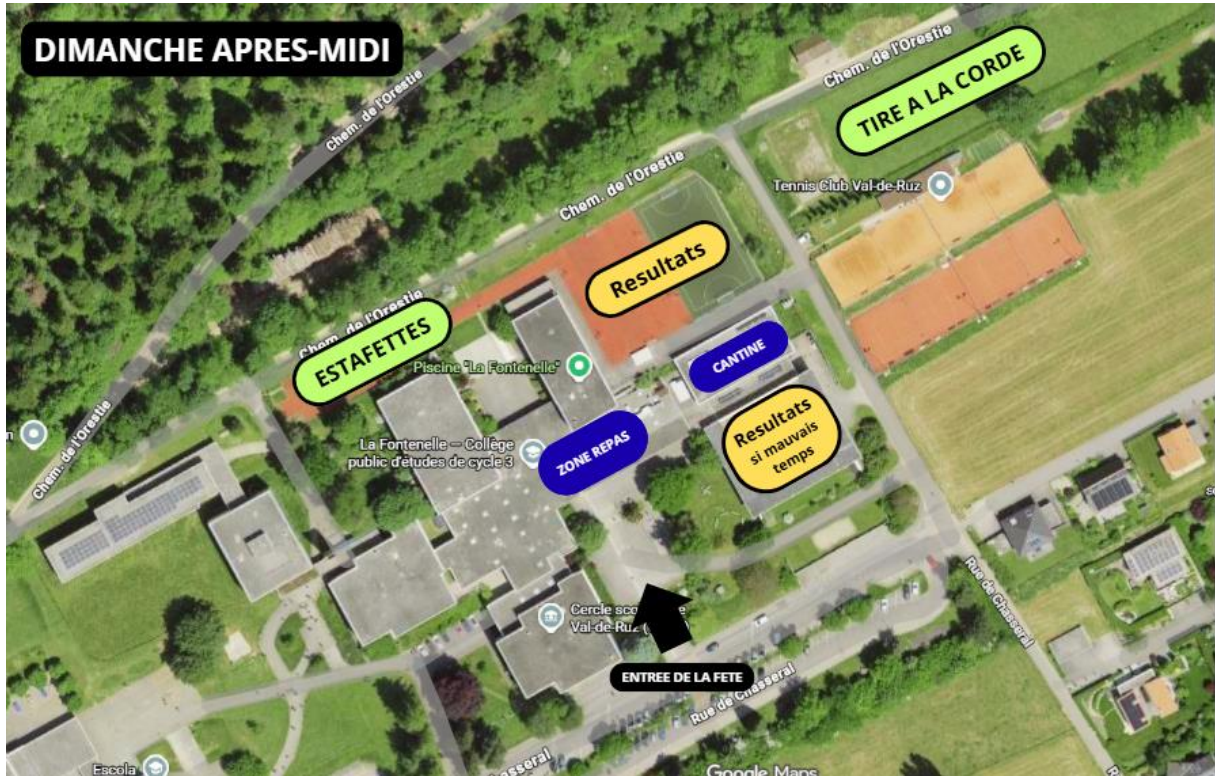 DIMANCHE APRES-MIDI
Chem. de l'Orestie
Chem. de l'Orestie
TIRE A LA CORDE
Tennis Club Val-de-Ruz
Chem. de l'Orestie
Resultats
Chem. de l'Orestie
ESTAFETTES
Piscine "La Fontenelle"
CANTINE
Resultats
si mauvais
temps
La Fontenelle – Collège
public d'études de cycle 3
ZONE REPAS
Chem. de l'Orestie
Cercle
Val-de-Ruz
ENTREE DE LA FETE
Rue de Chasseral
Rue de Chasseral
Escola
Google Maps